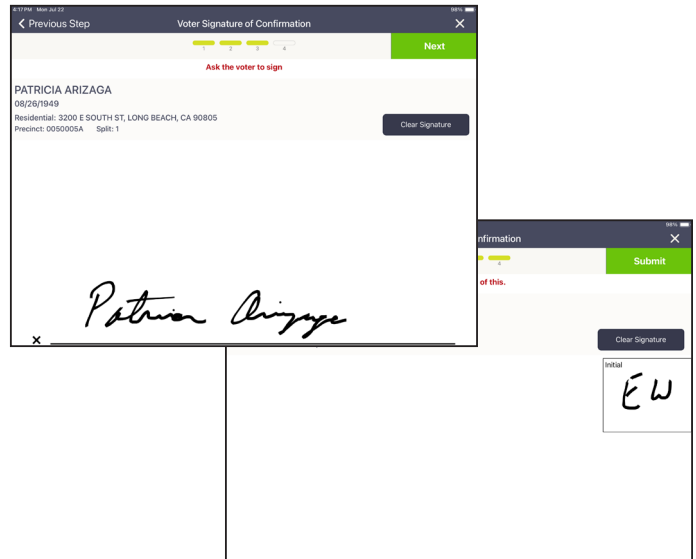 4:17 PM Mon Jul 22 98%
Previous Step Voter Signature of Confirmation
Next
1 2 3 4
Ask the voter to sign
PATRICIA ARIZAGA
08/26/1949
Residential: 3200 E SOUTH ST, LONG BEACH, CA 90805
Precinct: 0050005A Split: 1
Clear Signature
X
98%
nfirmation
Submit
4
of this.
Clear Signature
Initial
EW